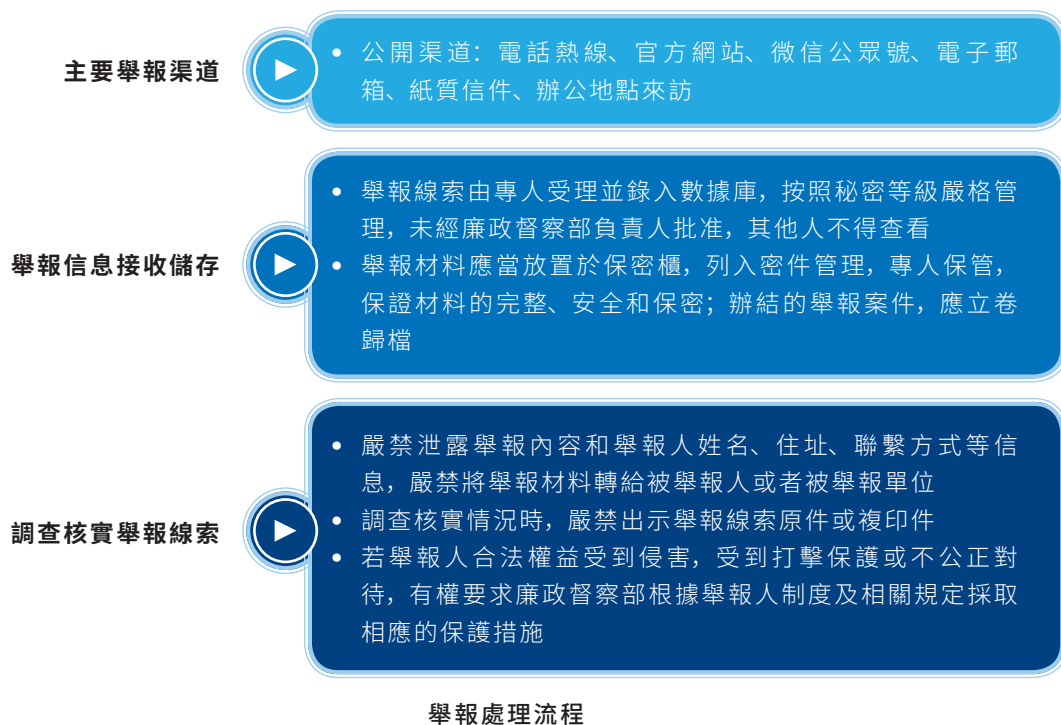 主要舉報渠道
• 公開渠道：電話熱線、官方網站、微信公眾號、電子郵
箱、紙質信件、辦公地點來訪
舉報信息接收儲存
• 舉報線索由專人受理並錄入數據庫，按照秘密等級嚴格管
理，未經廉政督察部負責人批准，其他人不得查看
• 舉報材料應當放置於保密櫃，列入密件管理，專人保管，
保證材料的完整、安全和保密；辦結的舉報案件，應立卷
歸檔
調查核實舉報線索
• 嚴禁泄露舉報內容和舉報人姓名、住址、聯繫方式等信
息，嚴禁將舉報材料轉給被舉報人或者被舉報單位
• 調查核實情況時，嚴禁出示舉報線索原件或複印件
• 若舉報人合法權益受到侵害，受到打擊保護或不公正對
待，有權要求廉政督察部根據舉報人制度及相關規定採取
相應的保護措施
舉報處理流程